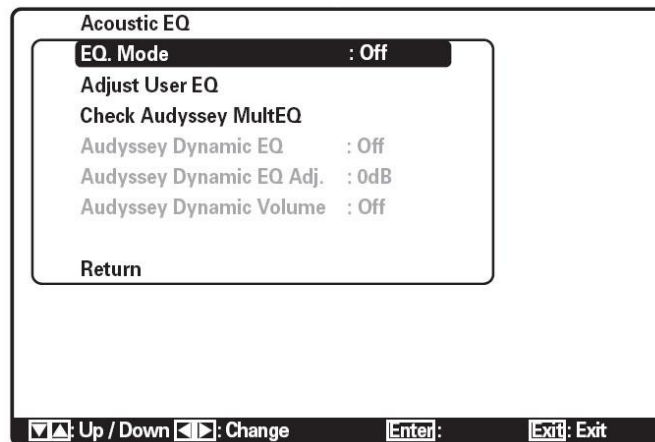 Acoustic EQ
EQ. Mode : Off
Adjust User EQ
Check Audyssey MultEQ
Audyssey Dynamic EQ : Off
Audyssey Dynamic EQ Adj. : 0dB
Audyssey Dynamic Volume : Off
Return
▼▲: Up / Down ◀▶: Change Enter: Exit: Exit